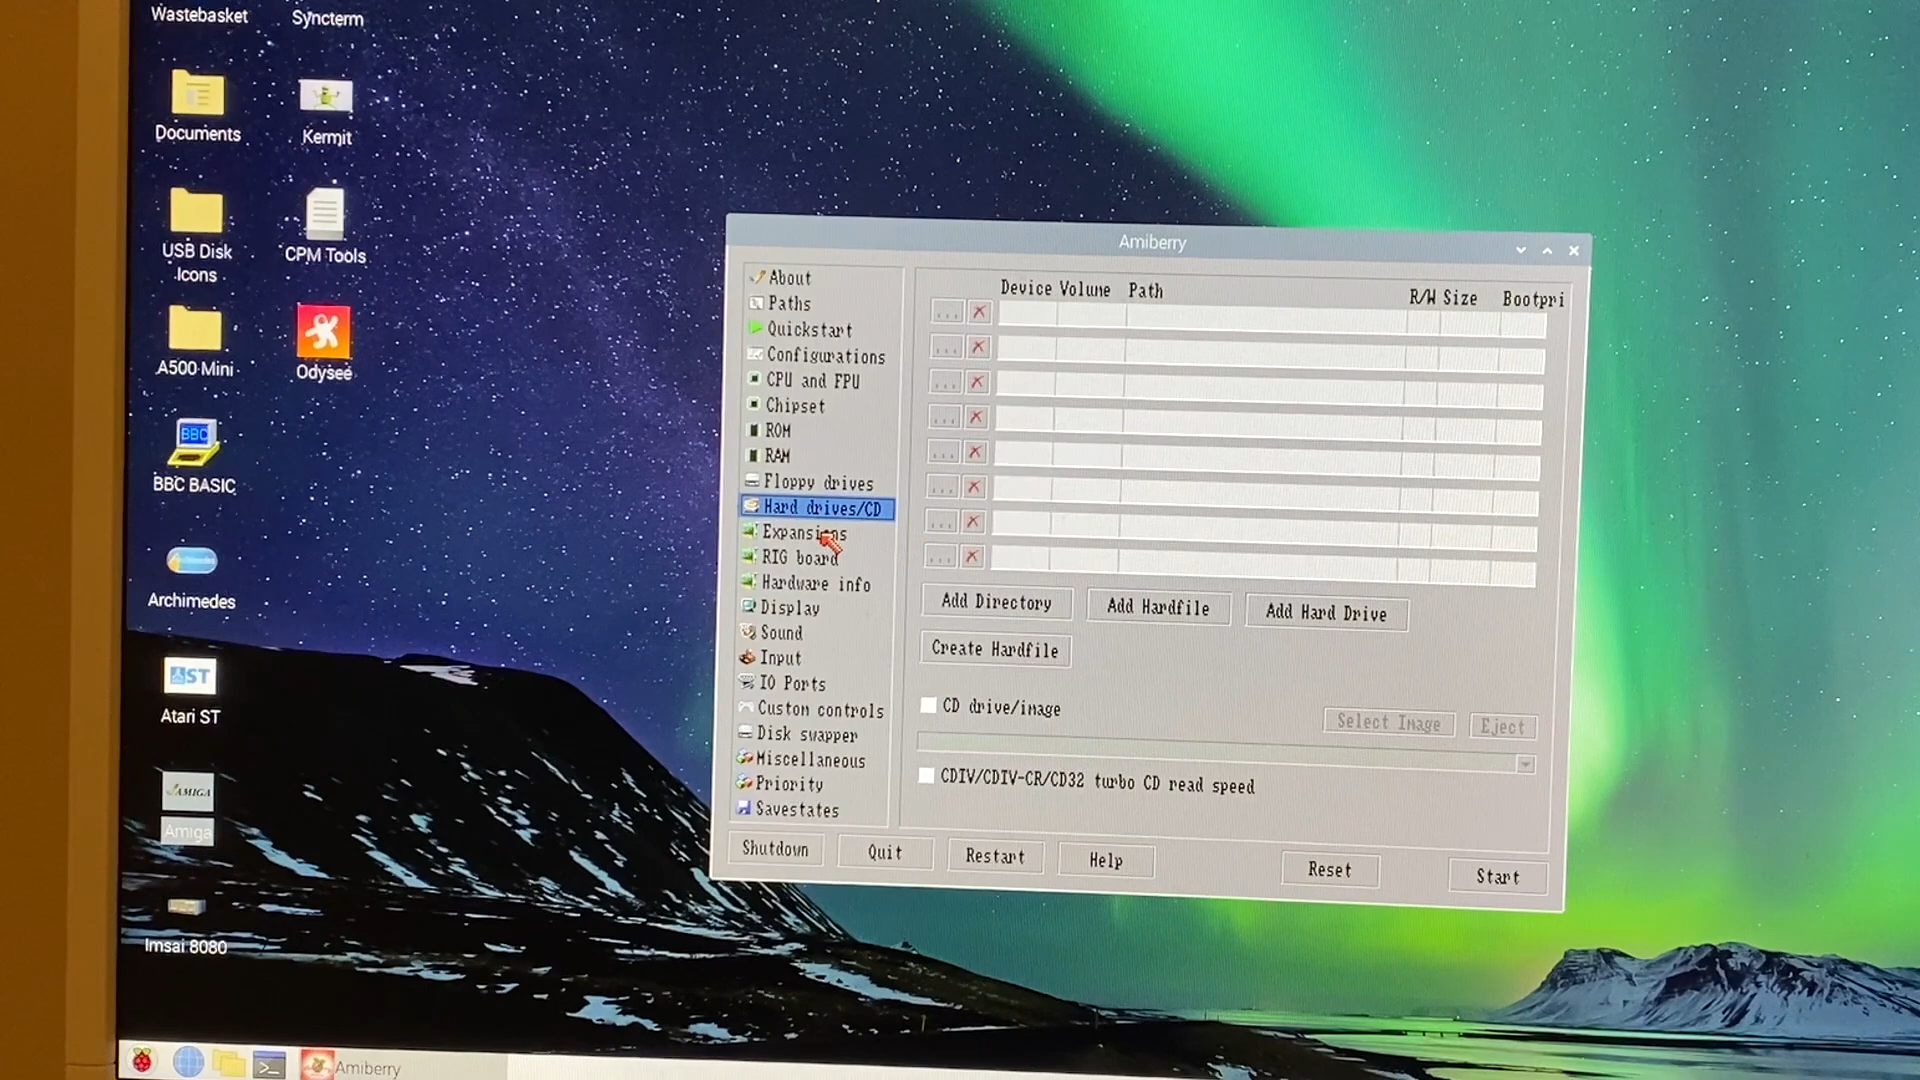 Wastebasket
Syncterm
Documents
Kermit
USB Disk
Icons
CPM Tools
A500 Mini
Odysee
BBC
BBC BASIC
Archimedes
ST
Atari ST
AMIGA
Amiga
Imsai 8080
Amiberry
About
Paths
Quickstart
Configurations
CPU and FPU
Chipset
ROM
RAM
Floppy drives
Hard drives/CD
Expansions
RTG board
Hardware info
Display
Sound
Input
IO Ports
Custom controls
Disk swapper
Miscellaneous
Priority
Savestates
Device Volume Path R/W Size Bootpri
...
...
...
...
...
...
...
...
Add Directory
Add Hardfile
Add Hard Drive
Create Hardfile
CD drive/image
Select Image
Eject
CDTV/CDTV-CR/CD32 turbo CD read speed
Shutdown
Quit
Restart
Help
Reset
Start
Amiberry